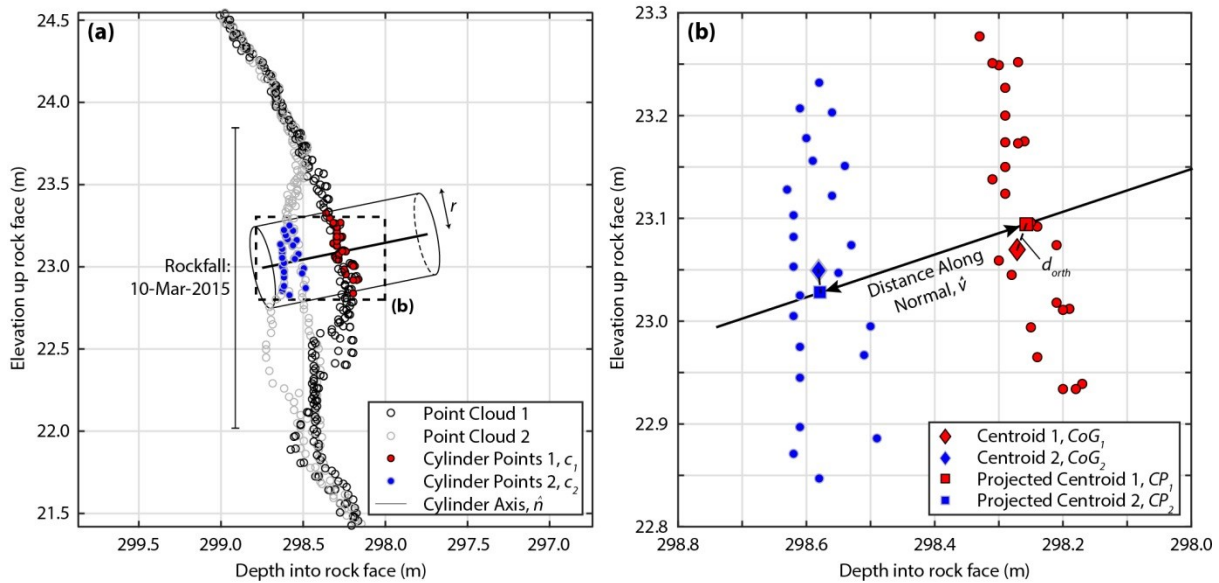 (a)
24.5
24.0
23.5
23.0
22.5
22.0
21.5
Elevation up rock face (m)
r
Rockfall:
10-Mar-2015
(b)
Point Cloud 1
Point Cloud 2
Cylinder Points 1, c1
Cylinder Points 2, c2
Cylinder Axis, n̂
299.5
299.0
298.5
298.0
297.5
297.0
Depth into rock face (m)
(b)
23.3
23.2
23.1
23.0
22.9
22.8
Elevation up rock face (m)
dorth
Distance Along
Normal, v̂
Centroid 1, CoG1
Centroid 2, CoG2
Projected Centroid 1, CP1
Projected Centroid 2, CP2
298.8
298.6
298.4
298.2
298.0
Depth into rock face (m)